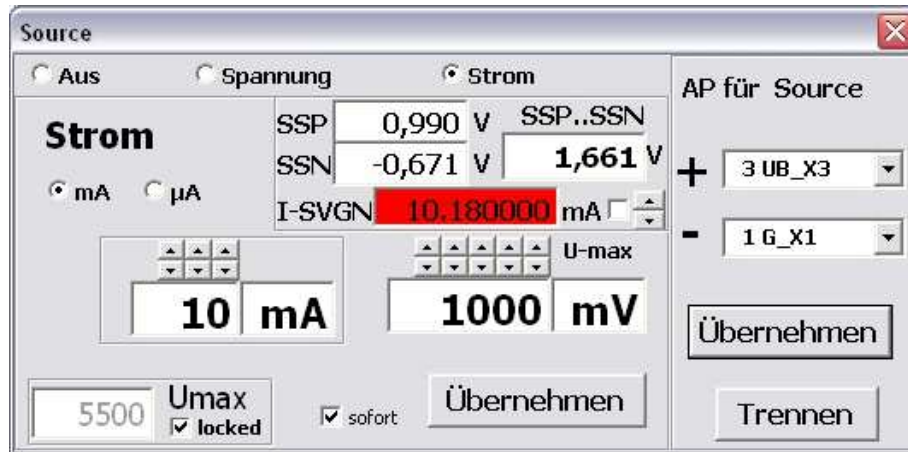 Source
Aus Spannung Strom
AP für Source
Strom
SSP 0,990 V SSP..SSN
SSN -0,671 V 1,661 V
mA µA
I-SVGN 10.180000 mA
+ 3 UB_X3
- 1 G_X1
U-max
10 mA 1000 mV
Übernehmen
5500 Umax
locked
sofort Übernehmen
Trennen